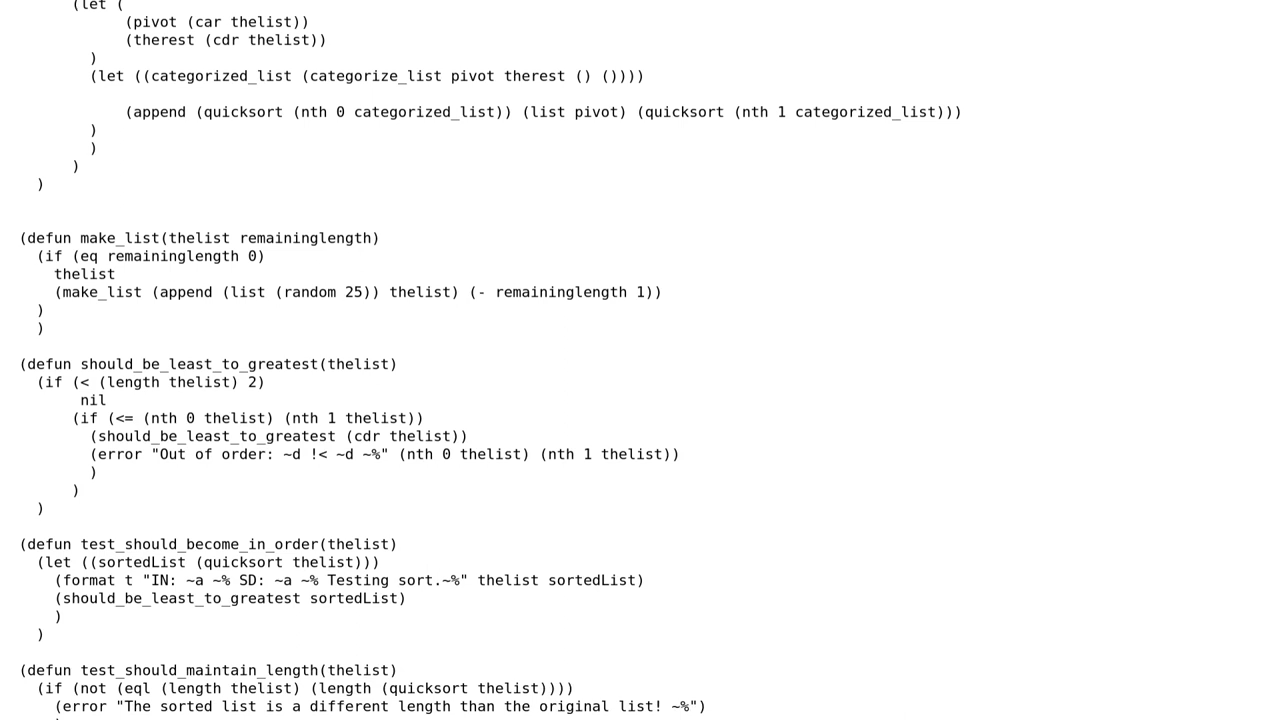 (let (
(pivot (car thelist))
(therest (cdr thelist))
)
(let ((categorized_list (categorize_list pivot therest () ())))
(append (quicksort (nth 0 categorized_list)) (list pivot) (quicksort (nth 1 categorized_list)))
)
)
)
)
(defun make_list(thelist remaininglength)
(if (eq remaininglength 0)
thelist
(make_list (append (list (random 25)) thelist) (- remaininglength 1))
)
)
(defun should_be_least_to_greatest(thelist)
(if (< (length thelist) 2)
nil
(if (<= (nth 0 thelist) (nth 1 thelist))
(should_be_least_to_greatest (cdr thelist))
(error "Out of order: ~d !< ~d ~%" (nth 0 thelist) (nth 1 thelist))
)
)
)
(defun test_should_become_in_order(thelist)
(let ((sortedList (quicksort thelist)))
(format t "IN: ~a ~% SD: ~a ~% Testing sort.~%" thelist sortedList)
(should_be_least_to_greatest sortedList)
)
)
(defun test_should_maintain_length(thelist)
(if (not (eql (length thelist) (length (quicksort thelist))))
(error "The sorted list is a different length than the original list! ~%")